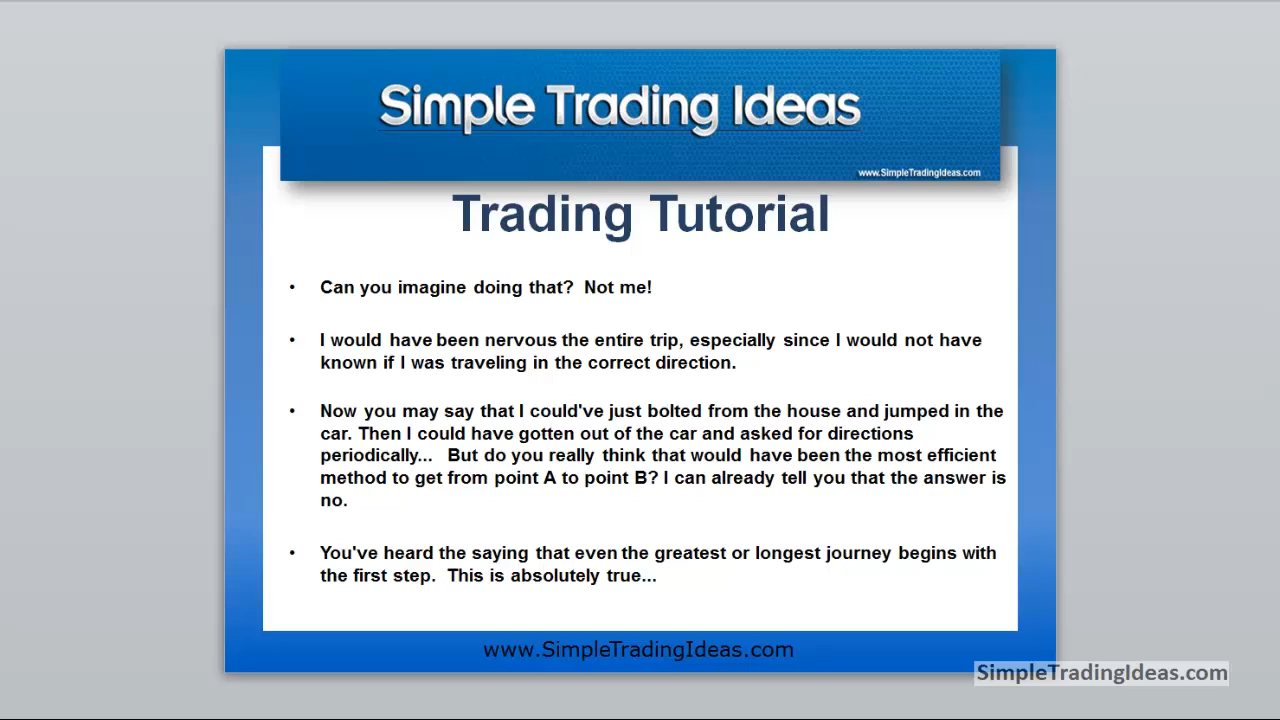 Simple Trading Ideas
www.SimpleTradingIdeas.com
Trading Tutorial
• Can you imagine doing that?  Not me!
• I would have been nervous the entire trip, especially since I would not have
known if I was traveling in the correct direction.
• Now you may say that I could've just bolted from the house and jumped in the
car. Then I could have gotten out of the car and asked for directions
periodically...   But do you really think that would have been the most efficient
method to get from point A to point B? I can already tell you that the answer is
no.
• You've heard the saying that even the greatest or longest journey begins with
the first step.  This is absolutely true...
www.SimpleTradingIdeas.com
SimpleTradingIdeas.com